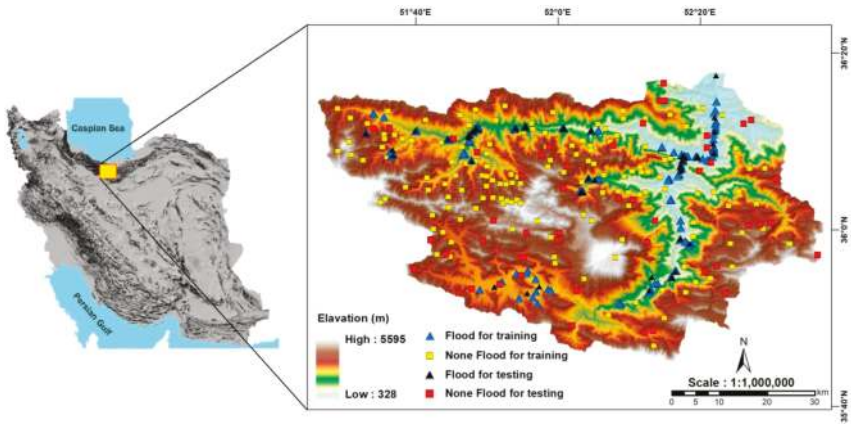 51°40'E 52°0'E 52°20'E
36°20'N
Caspian Sea
36°0'N
Persian Gulf
Elavation (m)
High : 5595
Low : 328
Flood for training
None Flood for training
Flood for testing
None Flood for testing
N
Scale : 1:1,000,000
km
0 5 10 20 30
35°40'N